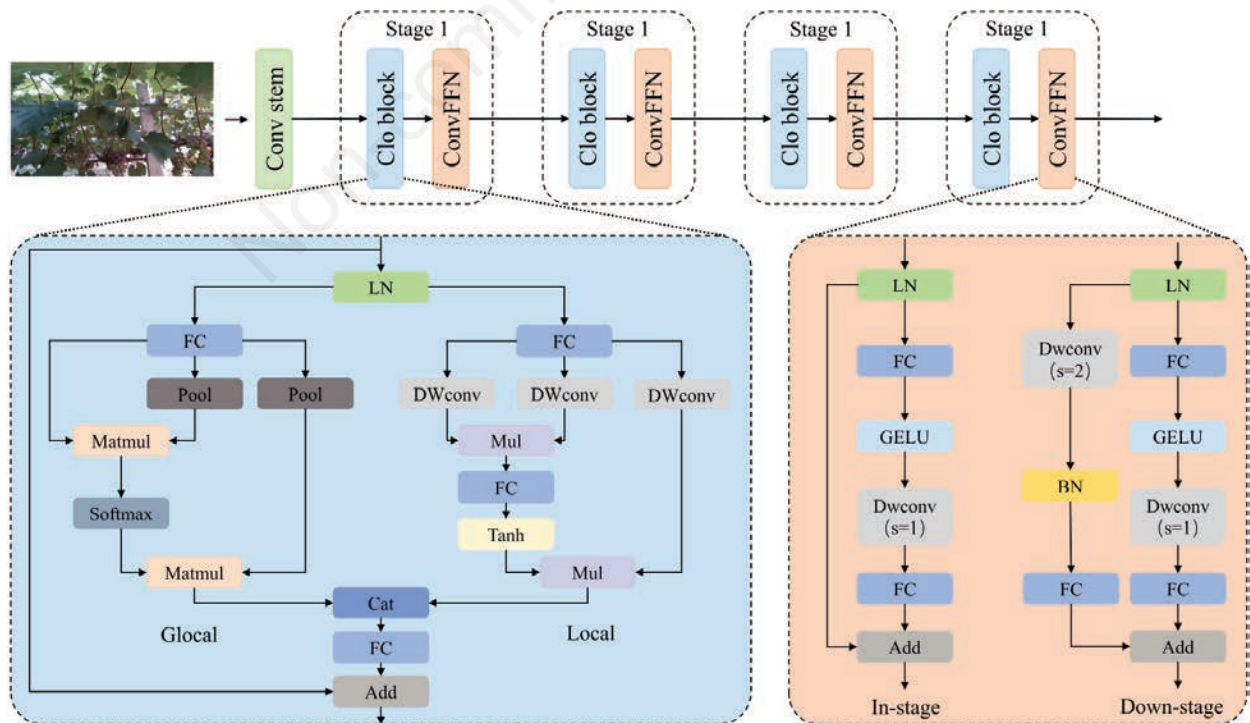 Stage 1
Stage 1
Stage 1
Stage 1
Conv stem
Clo block
ConvFFN
Clo block
ConvFFN
Clo block
ConvFFN
Clo block
ConvFFN
LN
FC
FC
Pool
Pool
DWconv
DWconv
DWconv
Matmul
Mul
FC
Softmax
Tanh
Matmul
Mul
Cat
Glocal
Local
FC
Add
LN
FC
GELU
Dwconv
(s=1)
FC
Add
In-stage
LN
Dwconv
(s=2)
FC
GELU
BN
Dwconv
(s=1)
FC
FC
Add
Down-stage